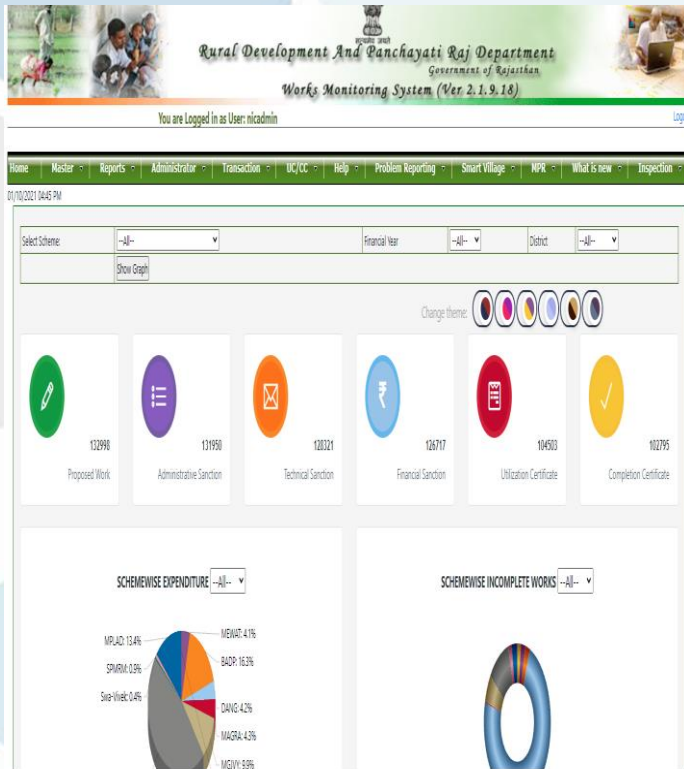 Rural Development And Panchayati Raj Department
Government of Rajasthan
Works Monitoring System (Ver 2.1.9.18)
You are Logged in as User: nicadmin
Home Master Reports Administrator Transaction UC/CC Help Problem Reporting Smart Village MPR What is new Inspection
01/10/2021 04:45 PM
Select Scheme: --All-- Financial Year --All-- District --All--
Show Graph
Change theme:
132998 131950 128321 126717 104503 102795
Proposed Work Administrative Sanction Technical Sanction Financial Sanction Utilization Certificate Completion Certificate
SCHEMEWISE EXPENDITURE --All-- SCHEMEWISE INCOMPLETE WORKS --All--
MPLAD: 13.4% MEWAT: 4.1%
SPMRM: 0.9% BADP: 16.3%
Swa-Vivek: 0.4% DANG: 4.2%
MAGRA: 4.3%
MGJVY: 9.9%